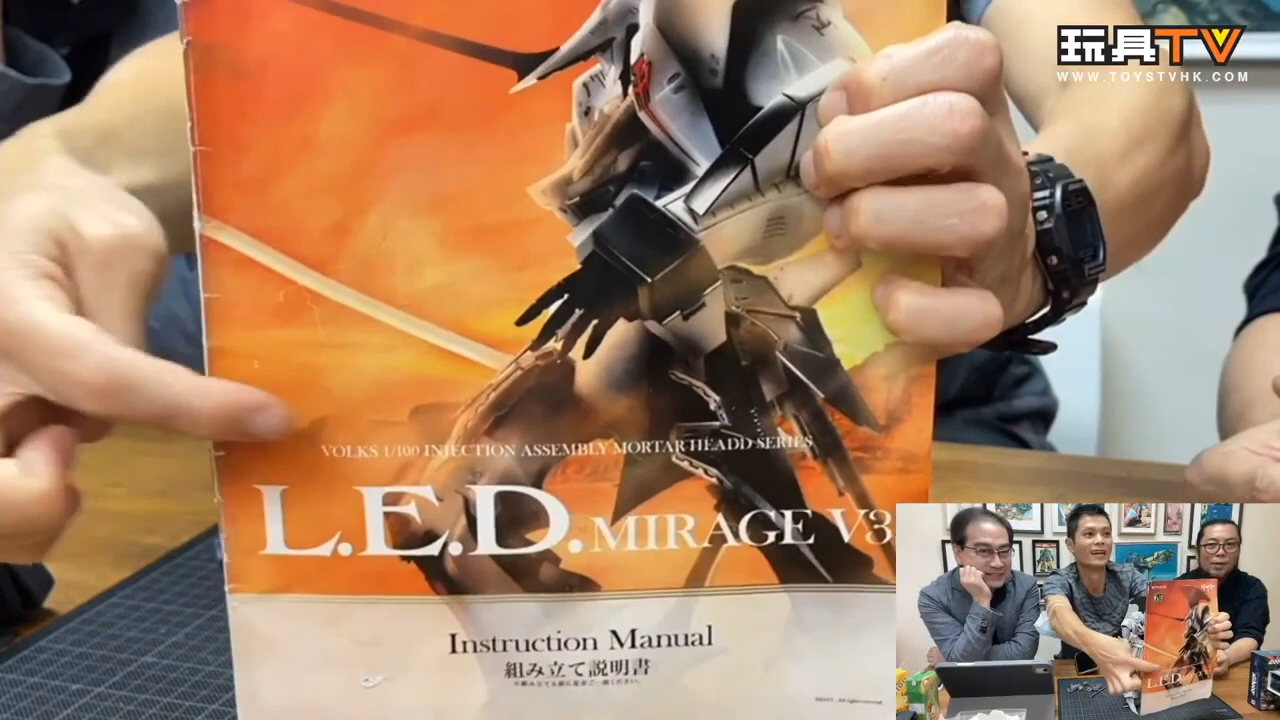 玩具TV
WWW.TOYSTVHK.COM
VOLKS 1/100 INJECTION ASSEMBLY MORTAR HEADD SERIES
L.E.D. MIRAGE V3
Instruction Manual
組み立て説明書
L.E.D.